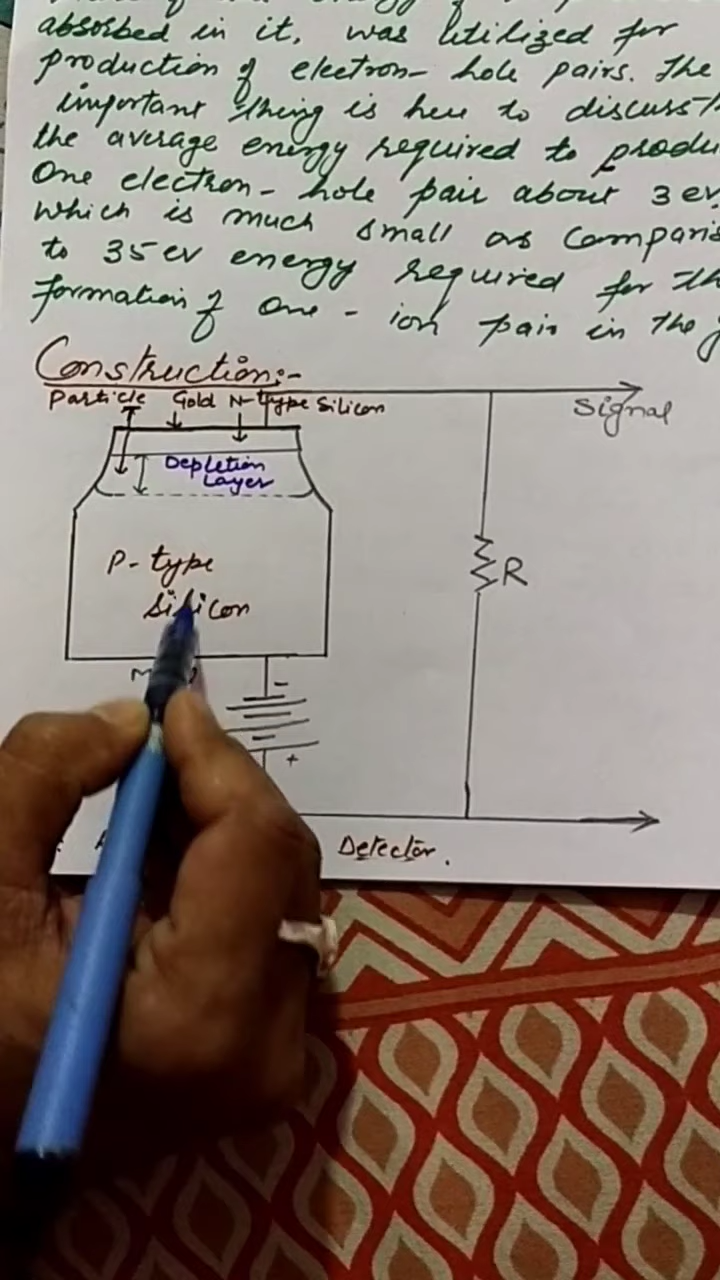 absorbed in it, was utilized for
production of electron- hole pairs. The
important thing is here to discuss
the average energy required to
One electron- hole pair about 3 ev
which is much small as
to 35 ev energy required for
formation of one - ion pair in the
Construction:-
Particle Gold N-type Silicon
Signal
Depletion
Layer
P-type
Silicon
R
-
+
Detector.